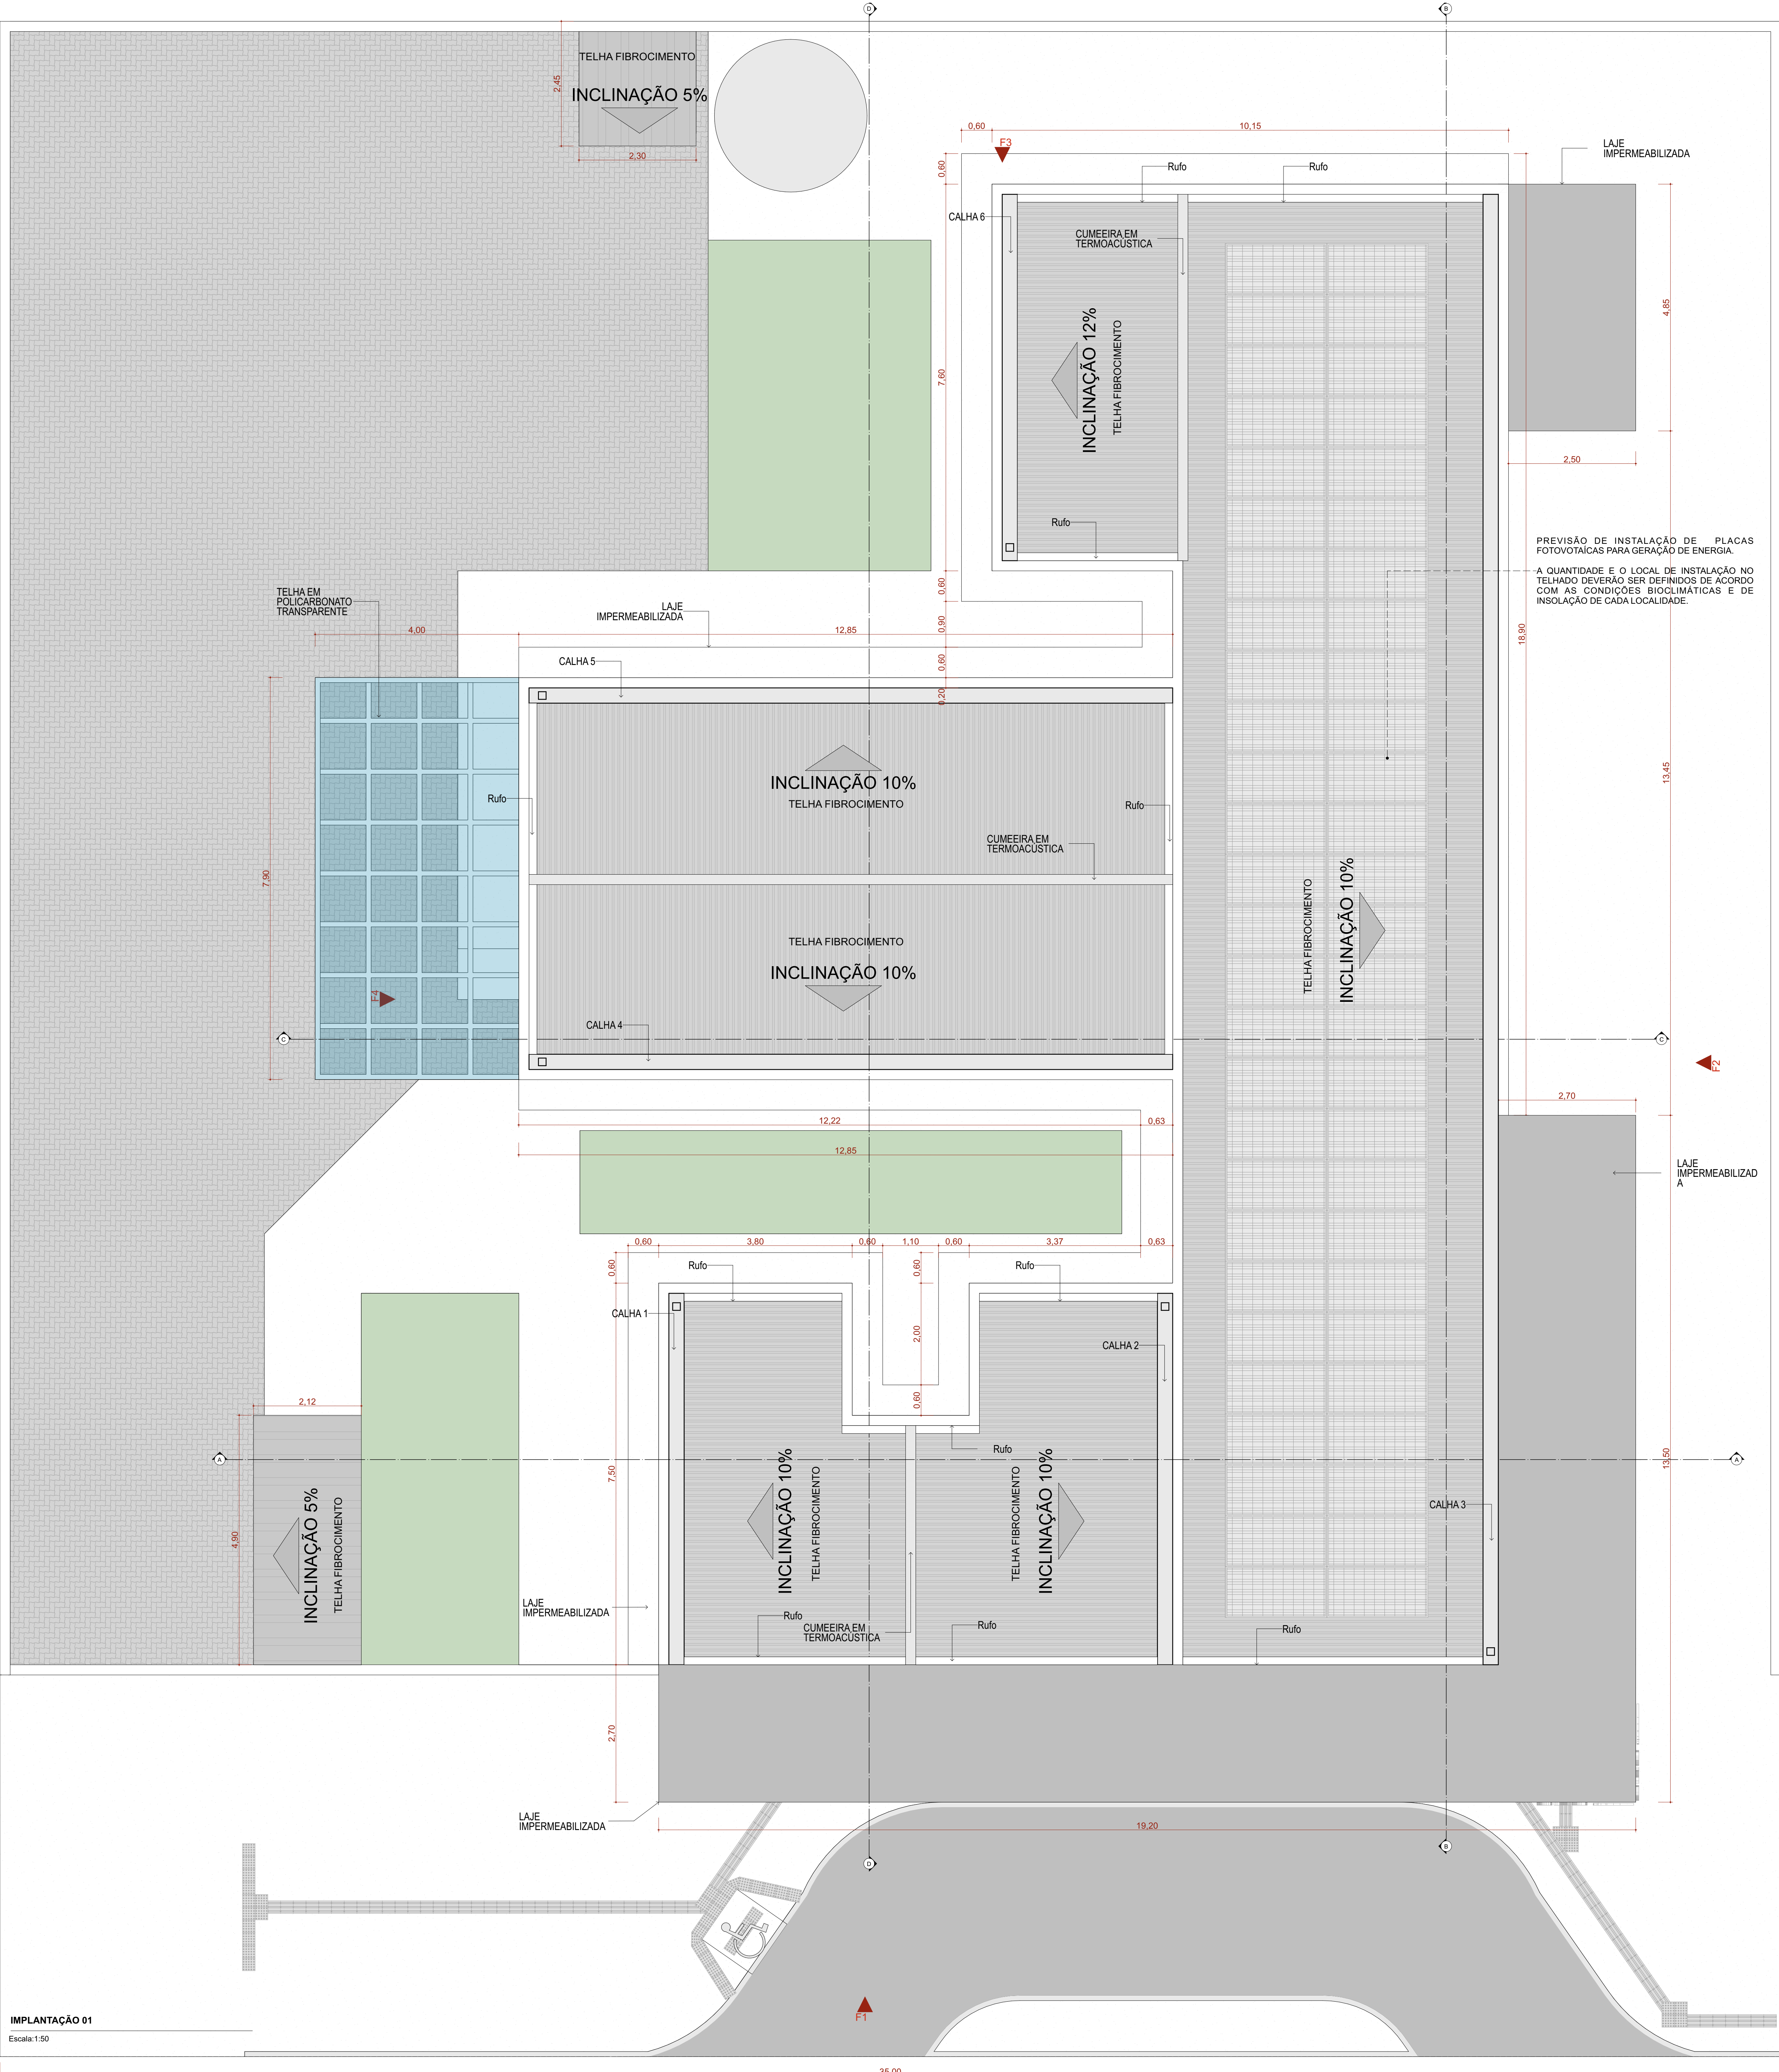 D
B
TELHA FIBROCIMENTO
INCLINAÇÃO 5%
2,45
2,30
0,60
10,15
F3
0,60
Rufo
Rufo
LAJE
IMPERMEABILIZADA
CALHA 6
CUMEEIRA EM
TERMOACÚSTICA
INCLINAÇÃO 12%
TELHA FIBROCIMENTO
4,85
7,60
2,50
Rufo
PREVISÃO DE INSTALAÇÃO DE PLACAS
FOTOVOTAÍCAS PARA GERAÇÃO DE ENERGIA.
A QUANTIDADE E O LOCAL DE INSTALAÇÃO NO
TELHADO DEVERÃO SER DEFINIDOS DE ACORDO
COM AS CONDIÇÕES BIOCLIMÁTICAS E DE
INSOLAÇÃO DE CADA LOCALIDADE.
TELHA EM
POLICARBONATO
TRANSPARENTE
LAJE
IMPERMEABILIZADA
0,60
0,90
18,90
4,00
12,85
CALHA 5
0,60
0,20
13,45
INCLINAÇÃO 10%
TELHA FIBROCIMENTO
Rufo
Rufo
CUMEEIRA EM
TERMOACÚSTICA
7,90
TELHA FIBROCIMENTO
INCLINAÇÃO 10%
TELHA FIBROCIMENTO
INCLINAÇÃO 10%
F4
CALHA 4
C
C
F2
2,70
12,22
0,63
12,85
LAJE
IMPERMEABILIZAD
A
0,60
3,80
0,60
1,10
0,60
3,37
0,63
0,60
0,60
Rufo
Rufo
CALHA 1
2,00
CALHA 2
0,60
2,12
Rufo
A
A
7,50
13,50
4,90
INCLINAÇÃO 5%
TELHA FIBROCIMENTO
INCLINAÇÃO 10%
TELHA FIBROCIMENTO
TELHA FIBROCIMENTO
INCLINAÇÃO 10%
CALHA 3
LAJE
IMPERMEABILIZADA
Rufo
CUMEEIRA EM
TERMOACÚSTICA
Rufo
Rufo
2,70
LAJE
IMPERMEABILIZADA
19,20
D
B
F1
IMPLANTAÇÃO 01
Escala:1:50
35,00